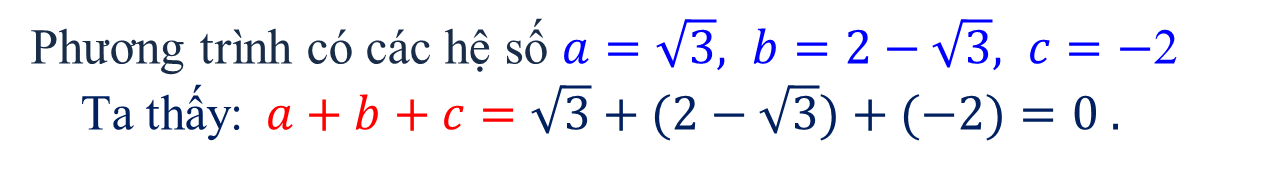 Phương trình có các hệ số a = √3, b = 2 − √3, c = −2
Ta thấy: a + b + c = √3 + (2 − √3) + (−2) = 0 .